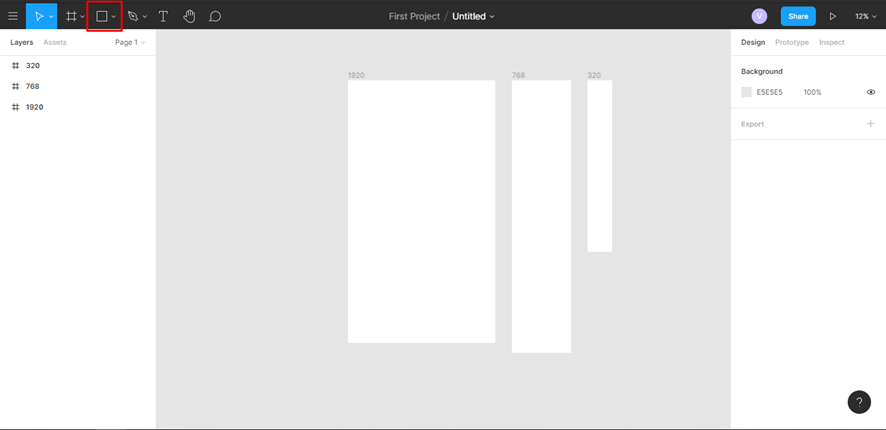 First Project / Untitled
V
Share
12%
Layers Assets Page 1
320
768
1920
1920
768
320
Design Prototype Inspect
Background
E5E5E5 100%
Export
?